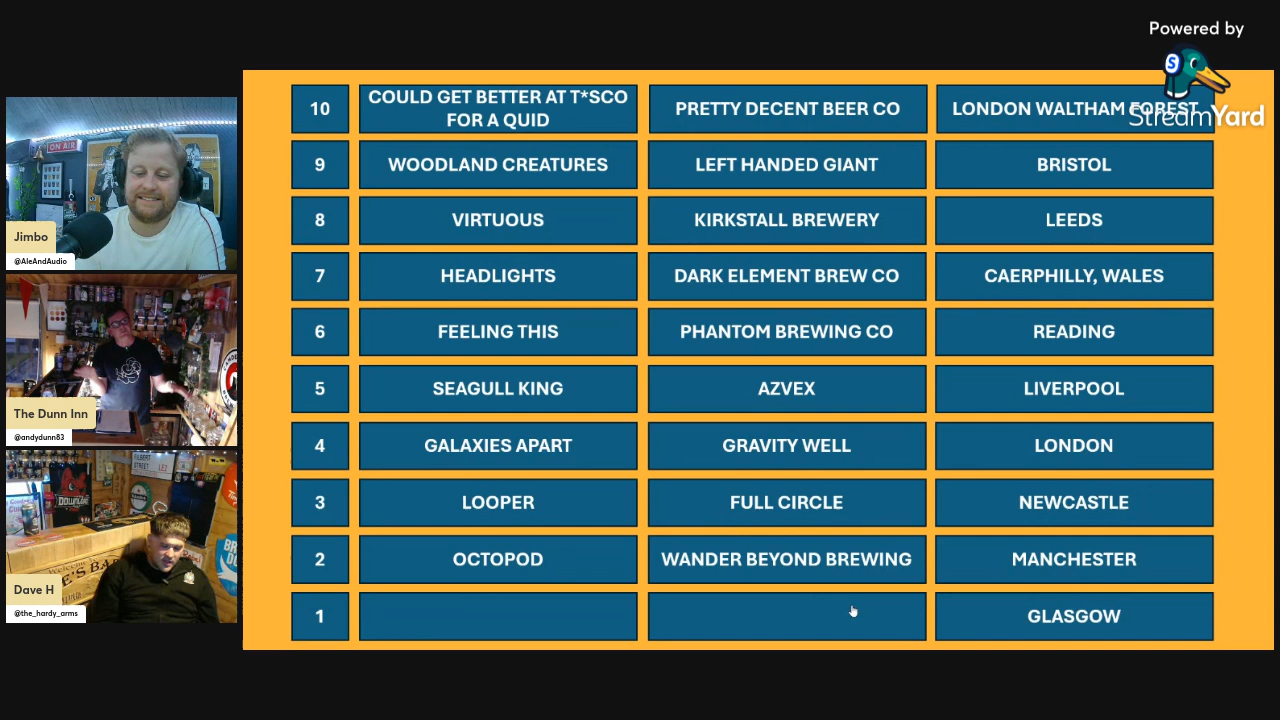 Powered by
StreamYard
10
COULD GET BETTER AT T*SCO
FOR A QUID
PRETTY DECENT BEER CO
LONDON WALTHAM FOREST
9
WOODLAND CREATURES
LEFT HANDED GIANT
BRISTOL
8
VIRTUOUS
KIRKSTALL BREWERY
LEEDS
7
HEADLIGHTS
DARK ELEMENT BREW CO
CAERPHILLY, WALES
6
FEELING THIS
PHANTOM BREWING CO
READING
5
SEAGULL KING
AZVEX
LIVERPOOL
4
GALAXIES APART
GRAVITY WELL
LONDON
3
LOOPER
FULL CIRCLE
NEWCASTLE
2
OCTOPOD
WANDER BEYOND BREWING
MANCHESTER
1
GLASGOW
ON AIR
Jimbo
@AleAndAudio
The Dunn Inn
@andydunn83
Dave H
@the_hardy_arms